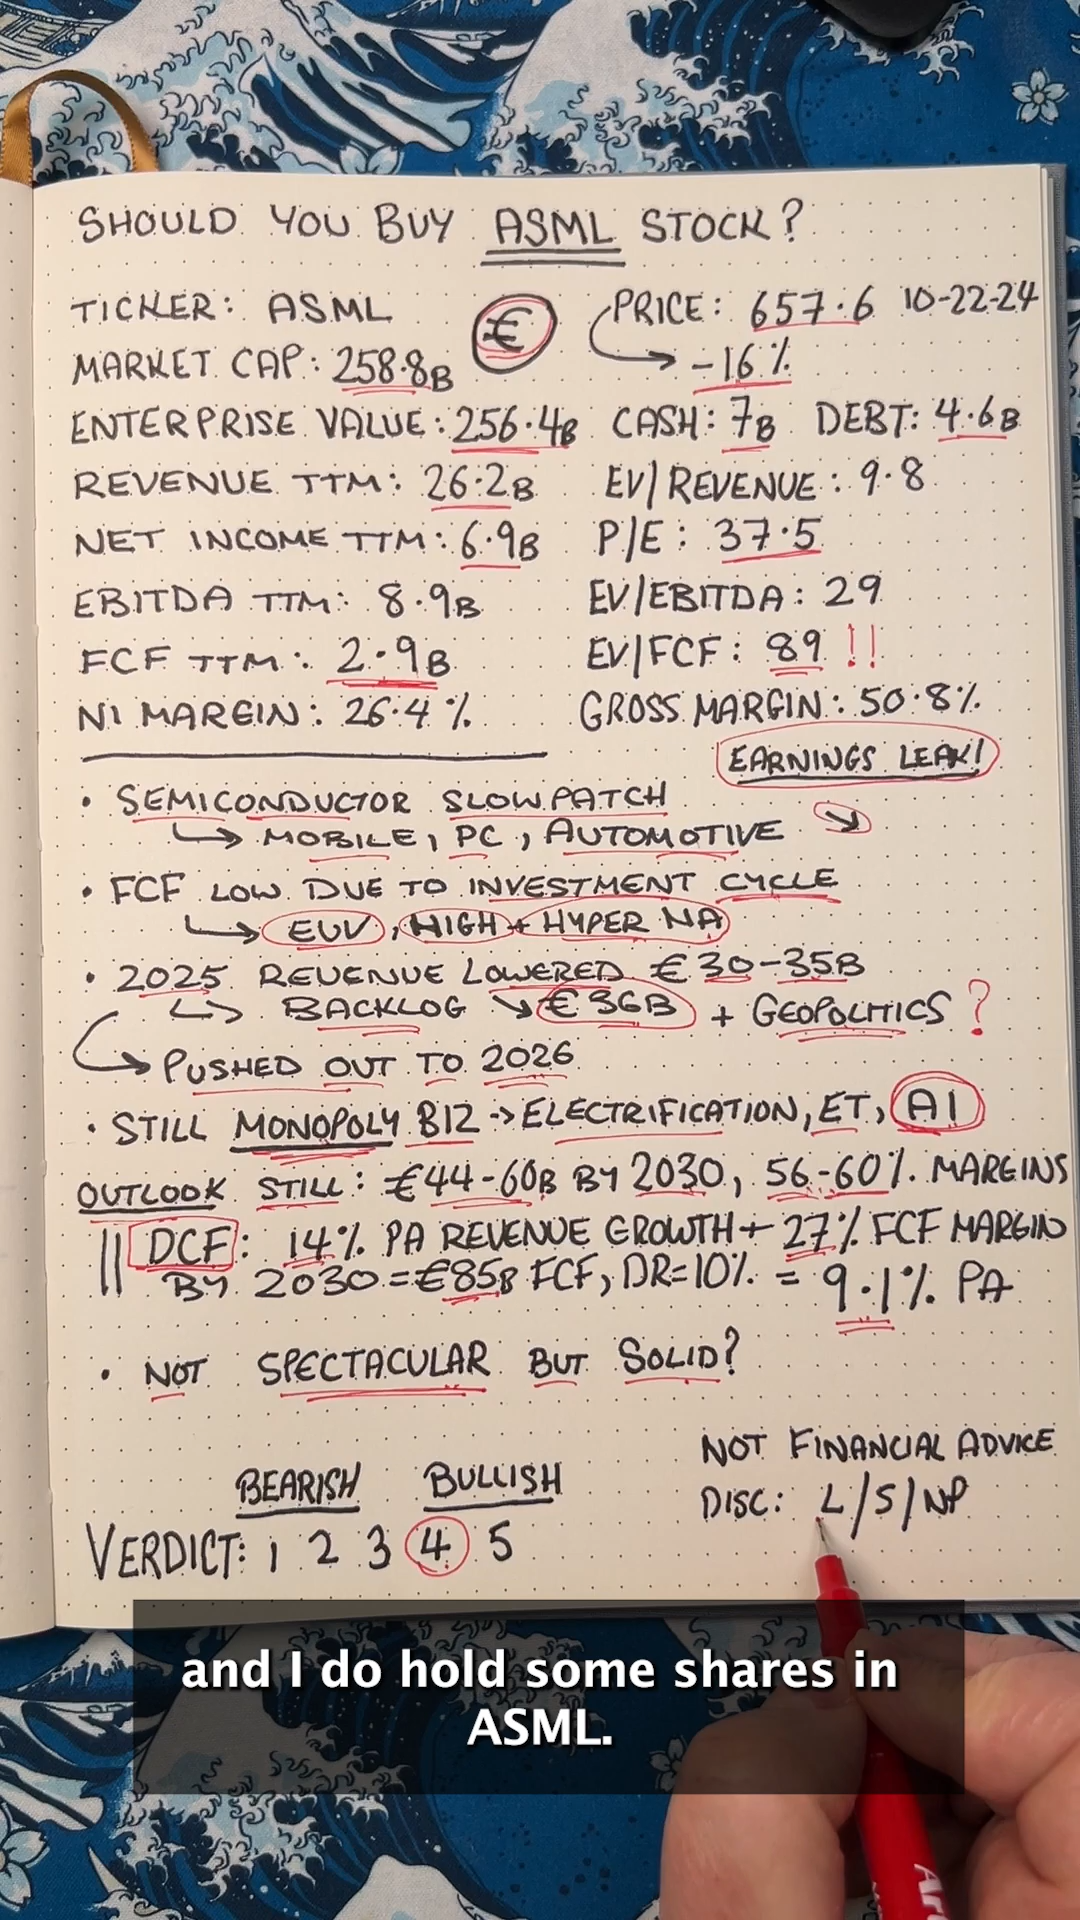 SHOULD YOU BUY ASML STOCK?
TICKER: ASML € PRICE: 657.6 10-22-24
MARKET CAP: 258.8B -16%
ENTERPRISE VALUE: 256.4B CASH: 7B DEBT: 4.6B
REVENUE TTM: 26.2B EV/REVENUE: 9.8
NET INCOME TTM: 6.9B P/E: 37.5
EBITDA TTM: 8.9B EV/EBITDA: 29
FCF TTM: 2.9B EV/FCF: 89 !!
NI MARGIN: 26.4% GROSS MARGIN: 50.8%
EARNINGS LEAK!
• SEMICONDUCTOR SLOW PATCH
↳ MOBILE, PC, AUTOMOTIVE ↘
• FCF LOW DUE TO INVESTMENT CYCLE
↳ EUV, HIGH + HYPER NA
• 2025 REVENUE LOWERED €30-35B
↳ BACKLOG ↘ €36B + GEOPOLITICS ?
→ PUSHED OUT TO 2026
• STILL MONOPOLY BIZ -> ELECTRIFICATION, ET, AI
OUTLOOK STILL: €44-60B BY 2030, 56-60% MARGINS
|| DCF: 14% PA REVENUE GROWTH + 27% FCF MARGIN
BY 2030 = €85B FCF, DR=10% = 9.1% PA
• NOT SPECTACULAR BUT SOLID?
NOT FINANCIAL ADVICE
BEARISH BULLISH
DISC: L/S/NP
VERDICT: 1 2 3 4 5
and I do hold some shares in
ASML.